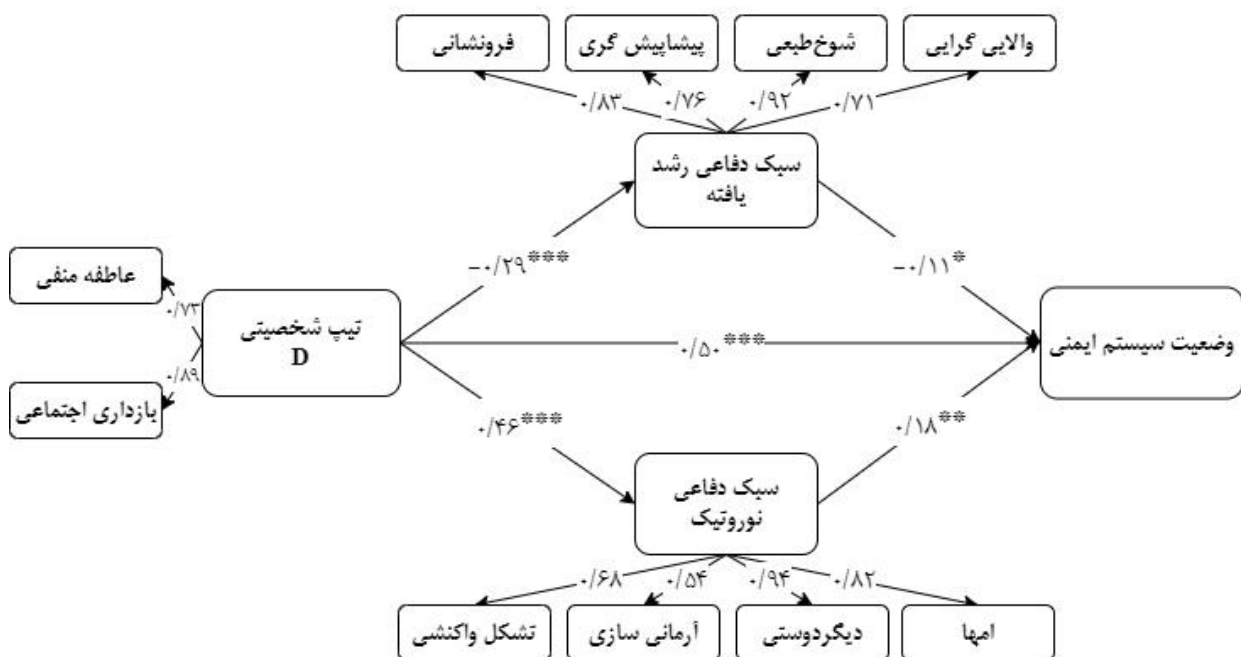 فرونشانی
پیشاپیش گری
شوخ‌طبعی
والایی گرایی
۰/۸۳
۰/۷۶
۰/۹۲
۰/۷۱
سبک دفاعی رشد
یافته
-۰/۲۹***
-۰/۱۱*
عاطفه منفی
۰/۷۳
تیپ شخصیتی
D
۰/۵۰***
وضعیت سیستم ایمنی
۰/۸۹
بازداری اجتماعی
۰/۴۶***
۰/۱۸**
سبک دفاعی
نوروتیک
۰/۶۸
۰/۵۴
۰/۹۴
۰/۸۲
تشکل واکنشی
آرمانی سازی
دیگردوستی
امها